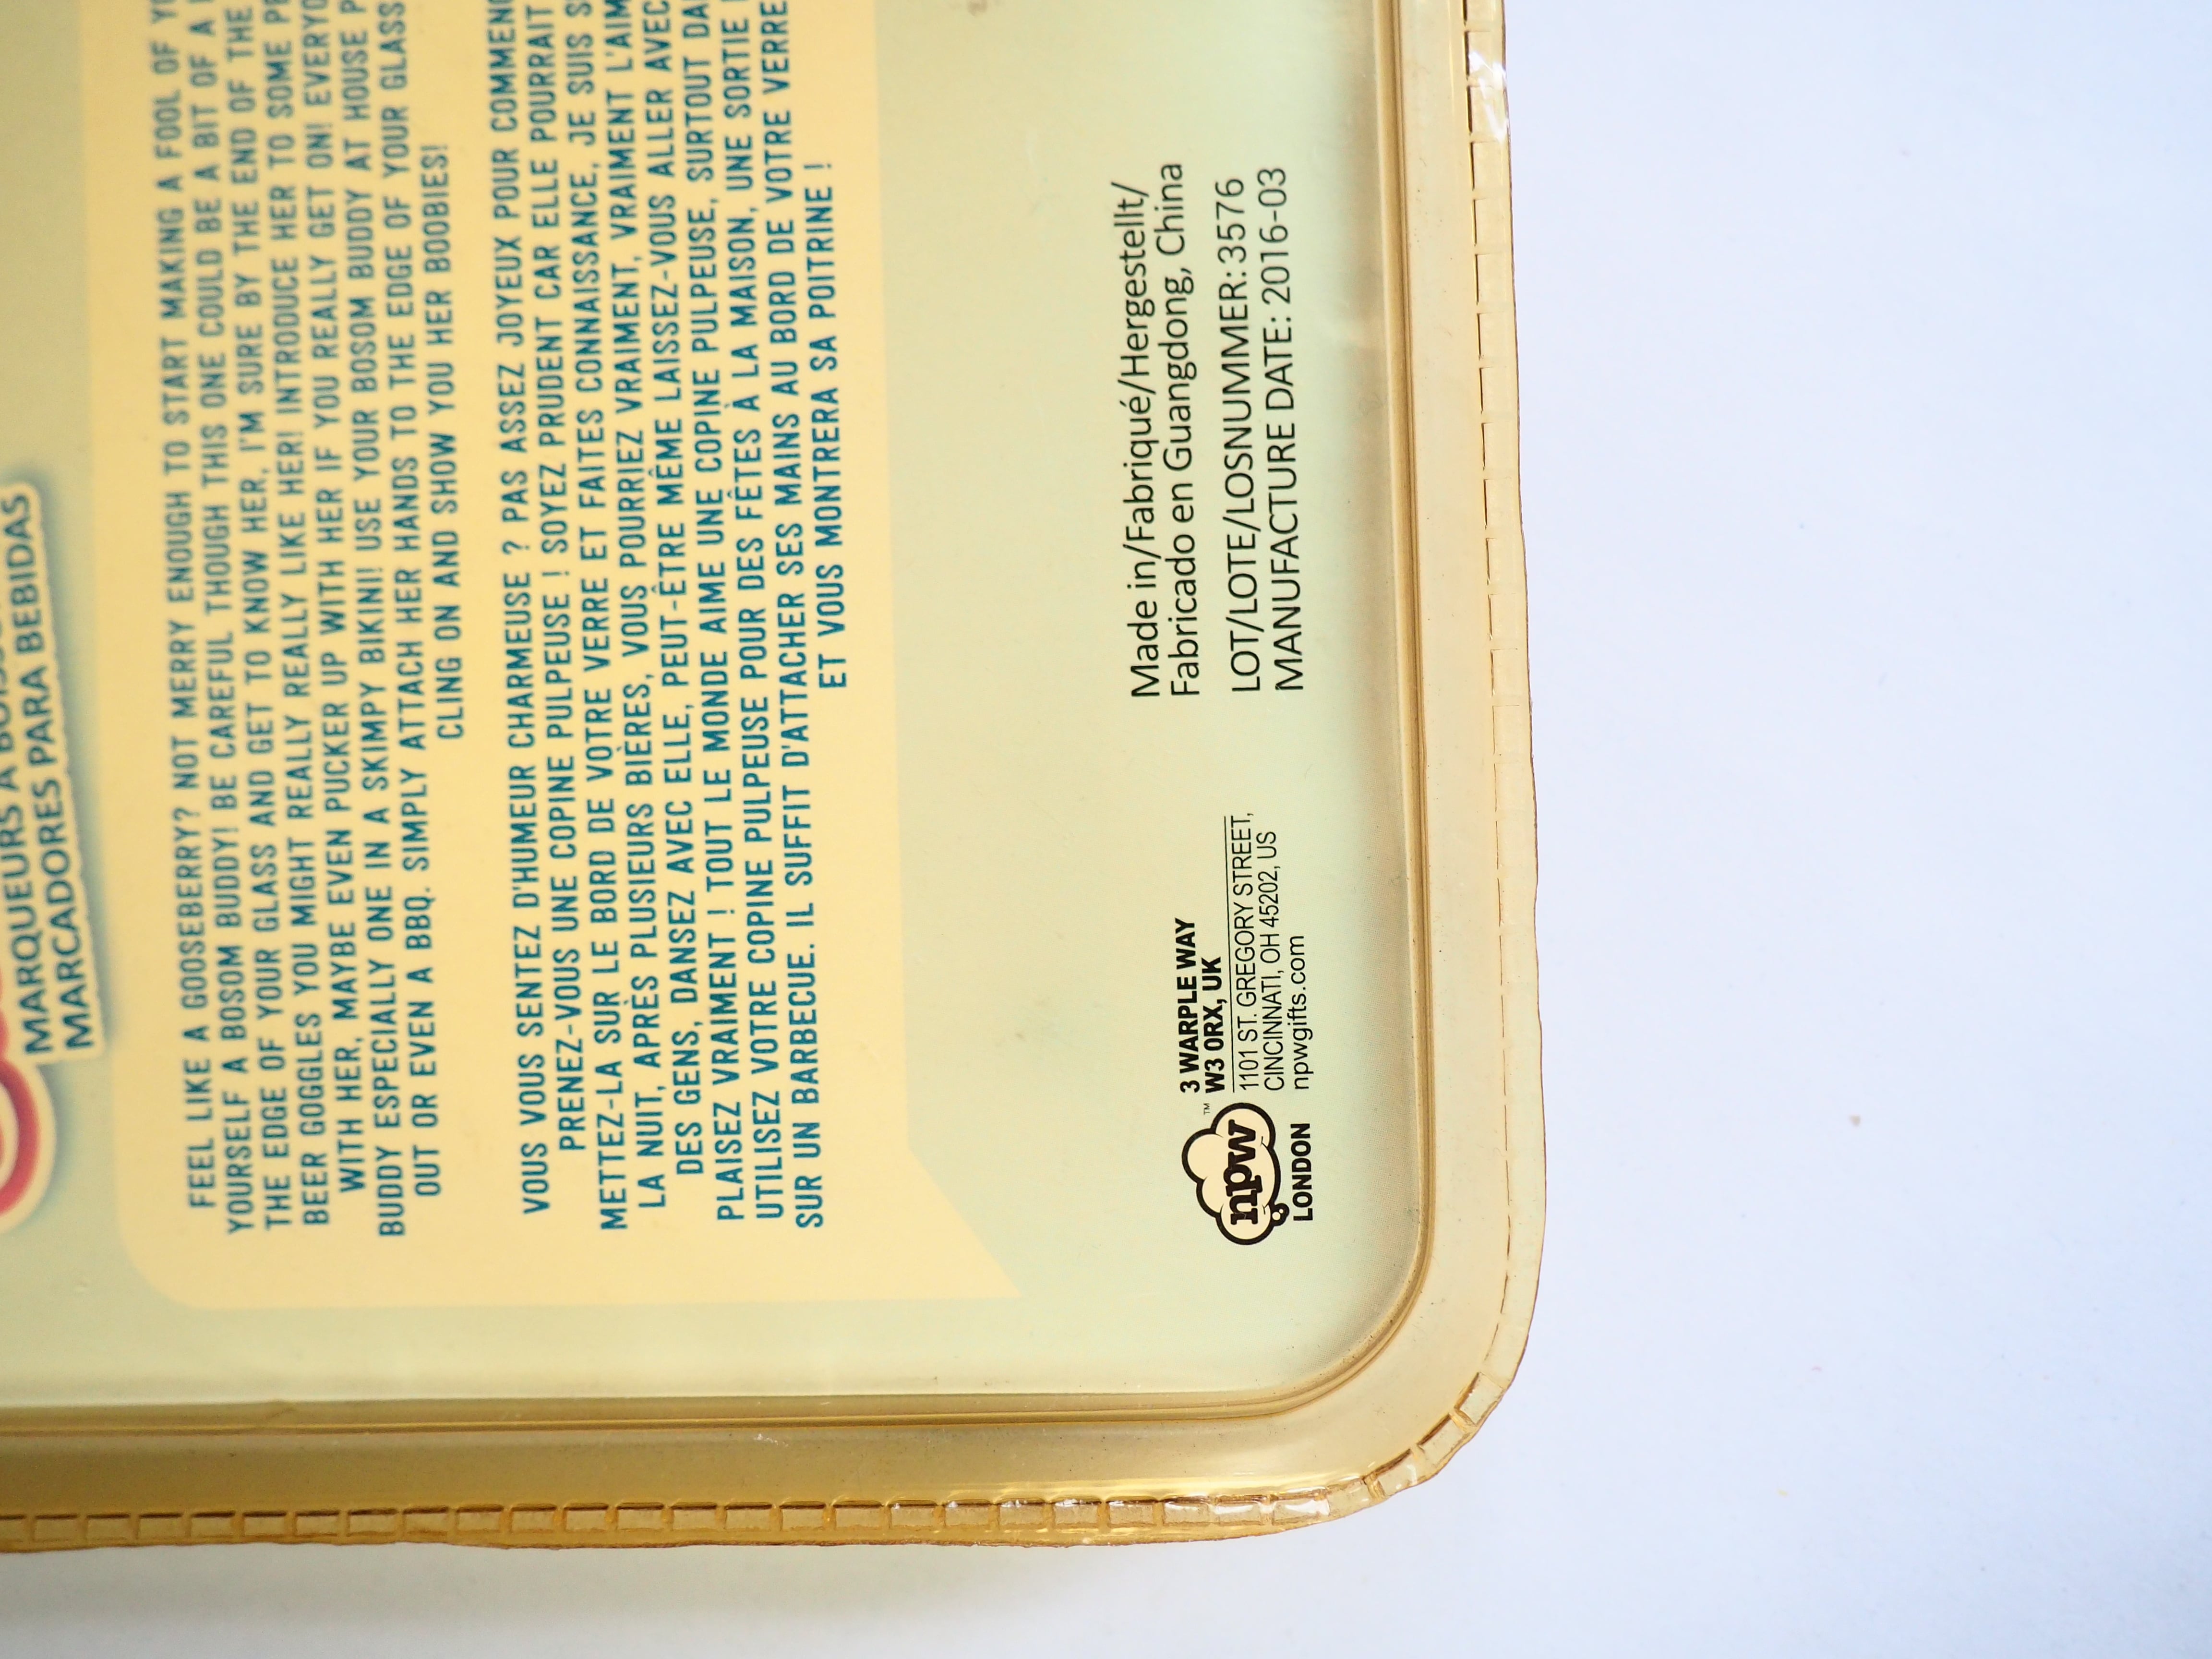 MARQUEURS À
MARCADORES PARA BEBIDAS
FEEL LIKE A GOOSEBERRY? NOT MERRY ENOUGH TO START MAKING A FOOL OF
YOURSELF A BOSOM BUDDY! BE CAREFUL THOUGH THIS ONE COULD BE A BIT OF A
THE EDGE OF YOUR GLASS AND GET TO KNOW HER, I'M SURE BY THE END OF THE
BEER GOGGLES YOU MIGHT REALLY REALLY LIKE HER! INTRODUCE HER TO SOME
WITH HER, MAYBE EVEN PUCKER UP WITH HER IF YOU REALLY GET ON!
BUDDY ESPECIALLY ONE IN A SKIMPY BIKINI! USE YOUR BOSOM BUDDY AT HOUSE
OUT OR EVEN A BBQ. SIMPLY ATTACH HER HANDS TO THE EDGE OF YOUR GLASS
CLING ON AND SHOW YOU HER BOOBIES!
VOUS VOUS SENTEZ D'HUMEUR CHARMEUSE ? PAS ASSEZ JOYEUX POUR
PRENEZ-VOUS UNE COPINE PULPEUSE ! SOYEZ PRUDENT CAR ELLE POURRAIT
METTEZ-LA SUR LE BORD DE VOTRE VERRE ET FAITES CONNAISSANCE, JE SUIS
LA NUIT, APRÈS PLUSIEURS BIÈRES, VOUS POURRIEZ VRAIMENT, VRAIMENT
DES GENS, DANSEZ AVEC ELLE, PEUT-ÊTRE MÊME LAISSEZ-VOUS ALLER AVEC
PLAISEZ VRAIMENT ! TOUT LE MONDE AIME UNE COPINE PULPEUSE, SURTOUT
UTILISEZ VOTRE COPINE PULPEUSE POUR DES FÊTES À LA MAISON, UNE SORTIE
SUR UN BARBECUE. IL SUFFIT D'ATTACHER SES MAINS AU BORD DE VOTRE VERRE
ET VOUS MONTRERA SA POITRINE !
Made in/Fabriqué/Hergestellt/
Fabricado en Guangdong, China
LOT/LOTE/LOSNUMMER:3576
MANUFACTURE DATE: 2016-03
npw™
LONDON
3 WARPLE WAY
W3 0RX, UK
1101 ST. GREGORY STREET,
CINCINNATI, OH 45202, US
npwgifts.com